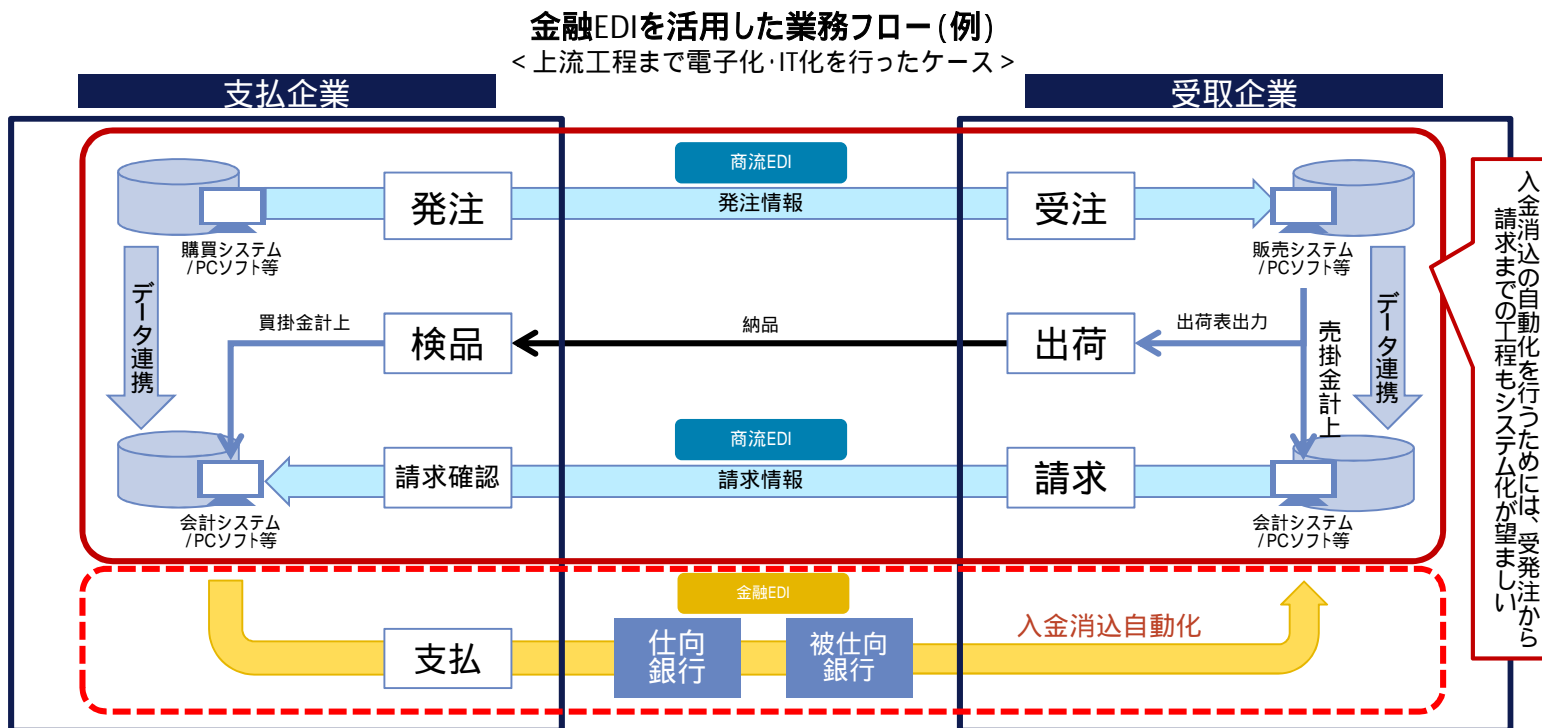 金融EDIを活用した業務フロー(例)
<上流工程まで電子化・IT化を行ったケース>
支払企業
受取企業
商流EDI
発注
発注情報
受注
購買システム
/PCソフト等
販売システム
/PCソフト等
データ連携
買掛金計上
検品
納品
出荷
出荷表出力
売掛金計上
データ連携
商流EDI
請求確認
請求情報
請求
会計システム
/PCソフト等
会計システム
/PCソフト等
入金消込の自動化を行うためには、受発注から
請求までの工程もシステム化が望ましい
金融EDI
支払
仕向
銀行
被仕向
銀行
入金消込自動化